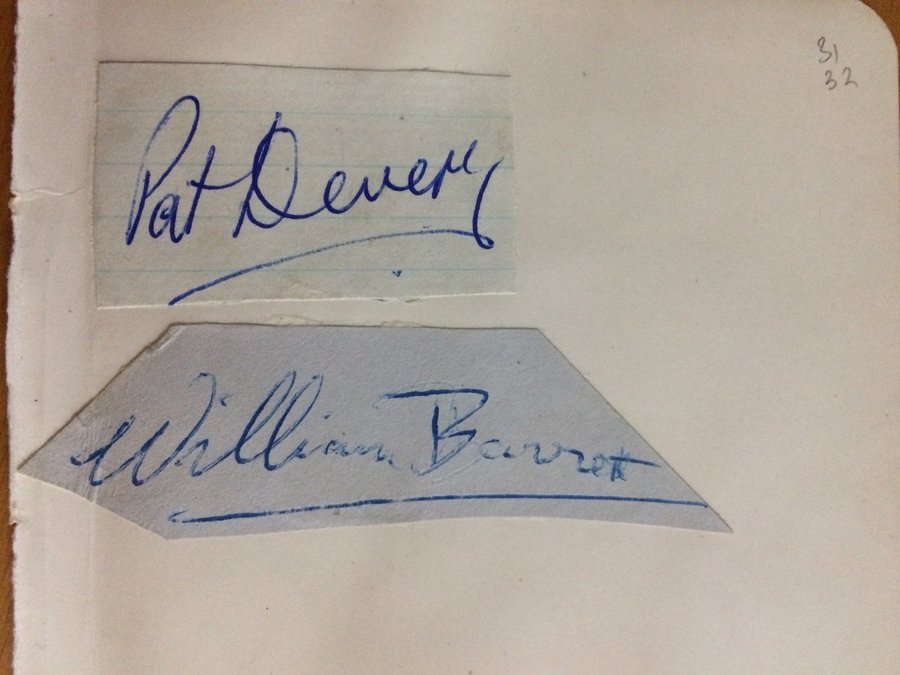 31
32
Pat Devery
William Barrett